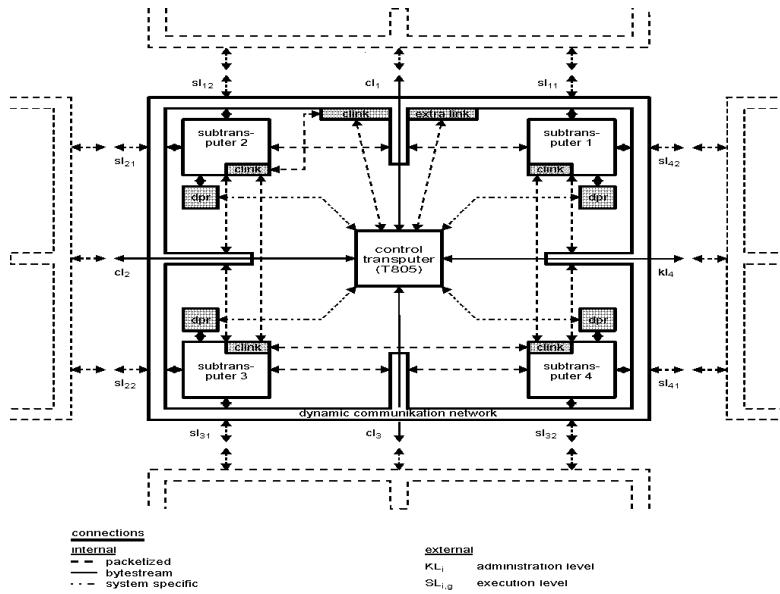 sl12 cl1 sl11
clink extra link
subtrans-
puter 2
subtrans-
puter 1
sl21 clink clink sl42
dpr dpr
control
transputer
(T805)
cl2 kl4
dpr dpr
clink clink
subtrans-
puter 3
subtrans-
puter 4
sl22 sl41
dynamic communikation network
sl31 cl3 sl32
connections
internal external
packetized KLi administration level
bytestream
system specific SLi,g execution level